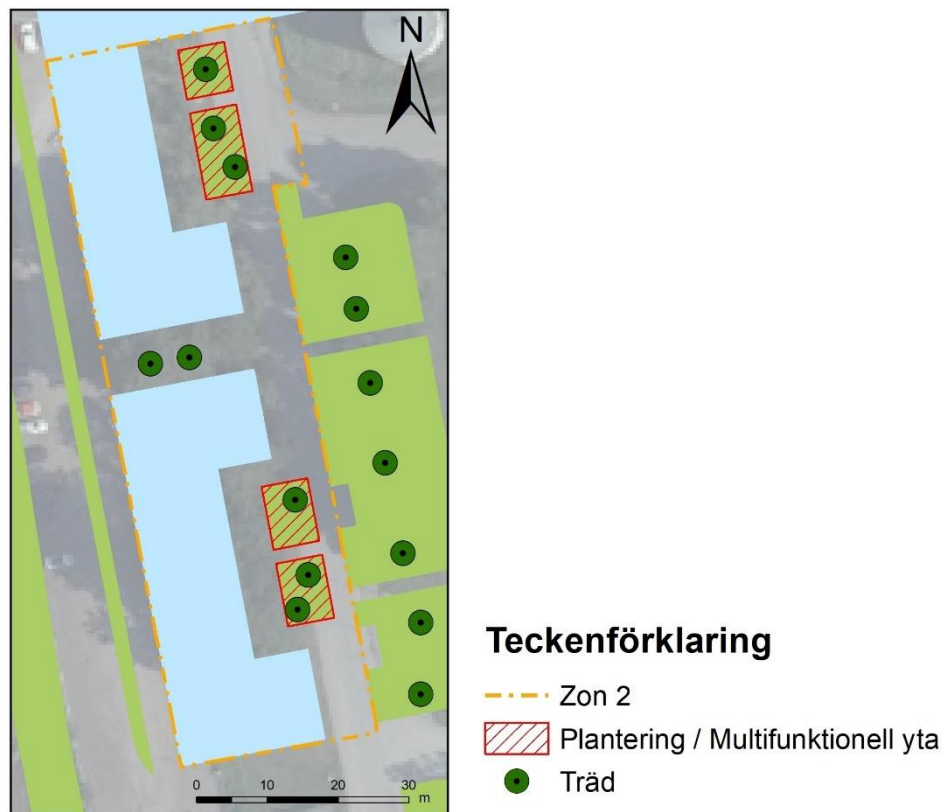 N
0 10 20 30
m
Teckenförklaring
Zon 2
Plantering / Multifunktionell yta
Träd